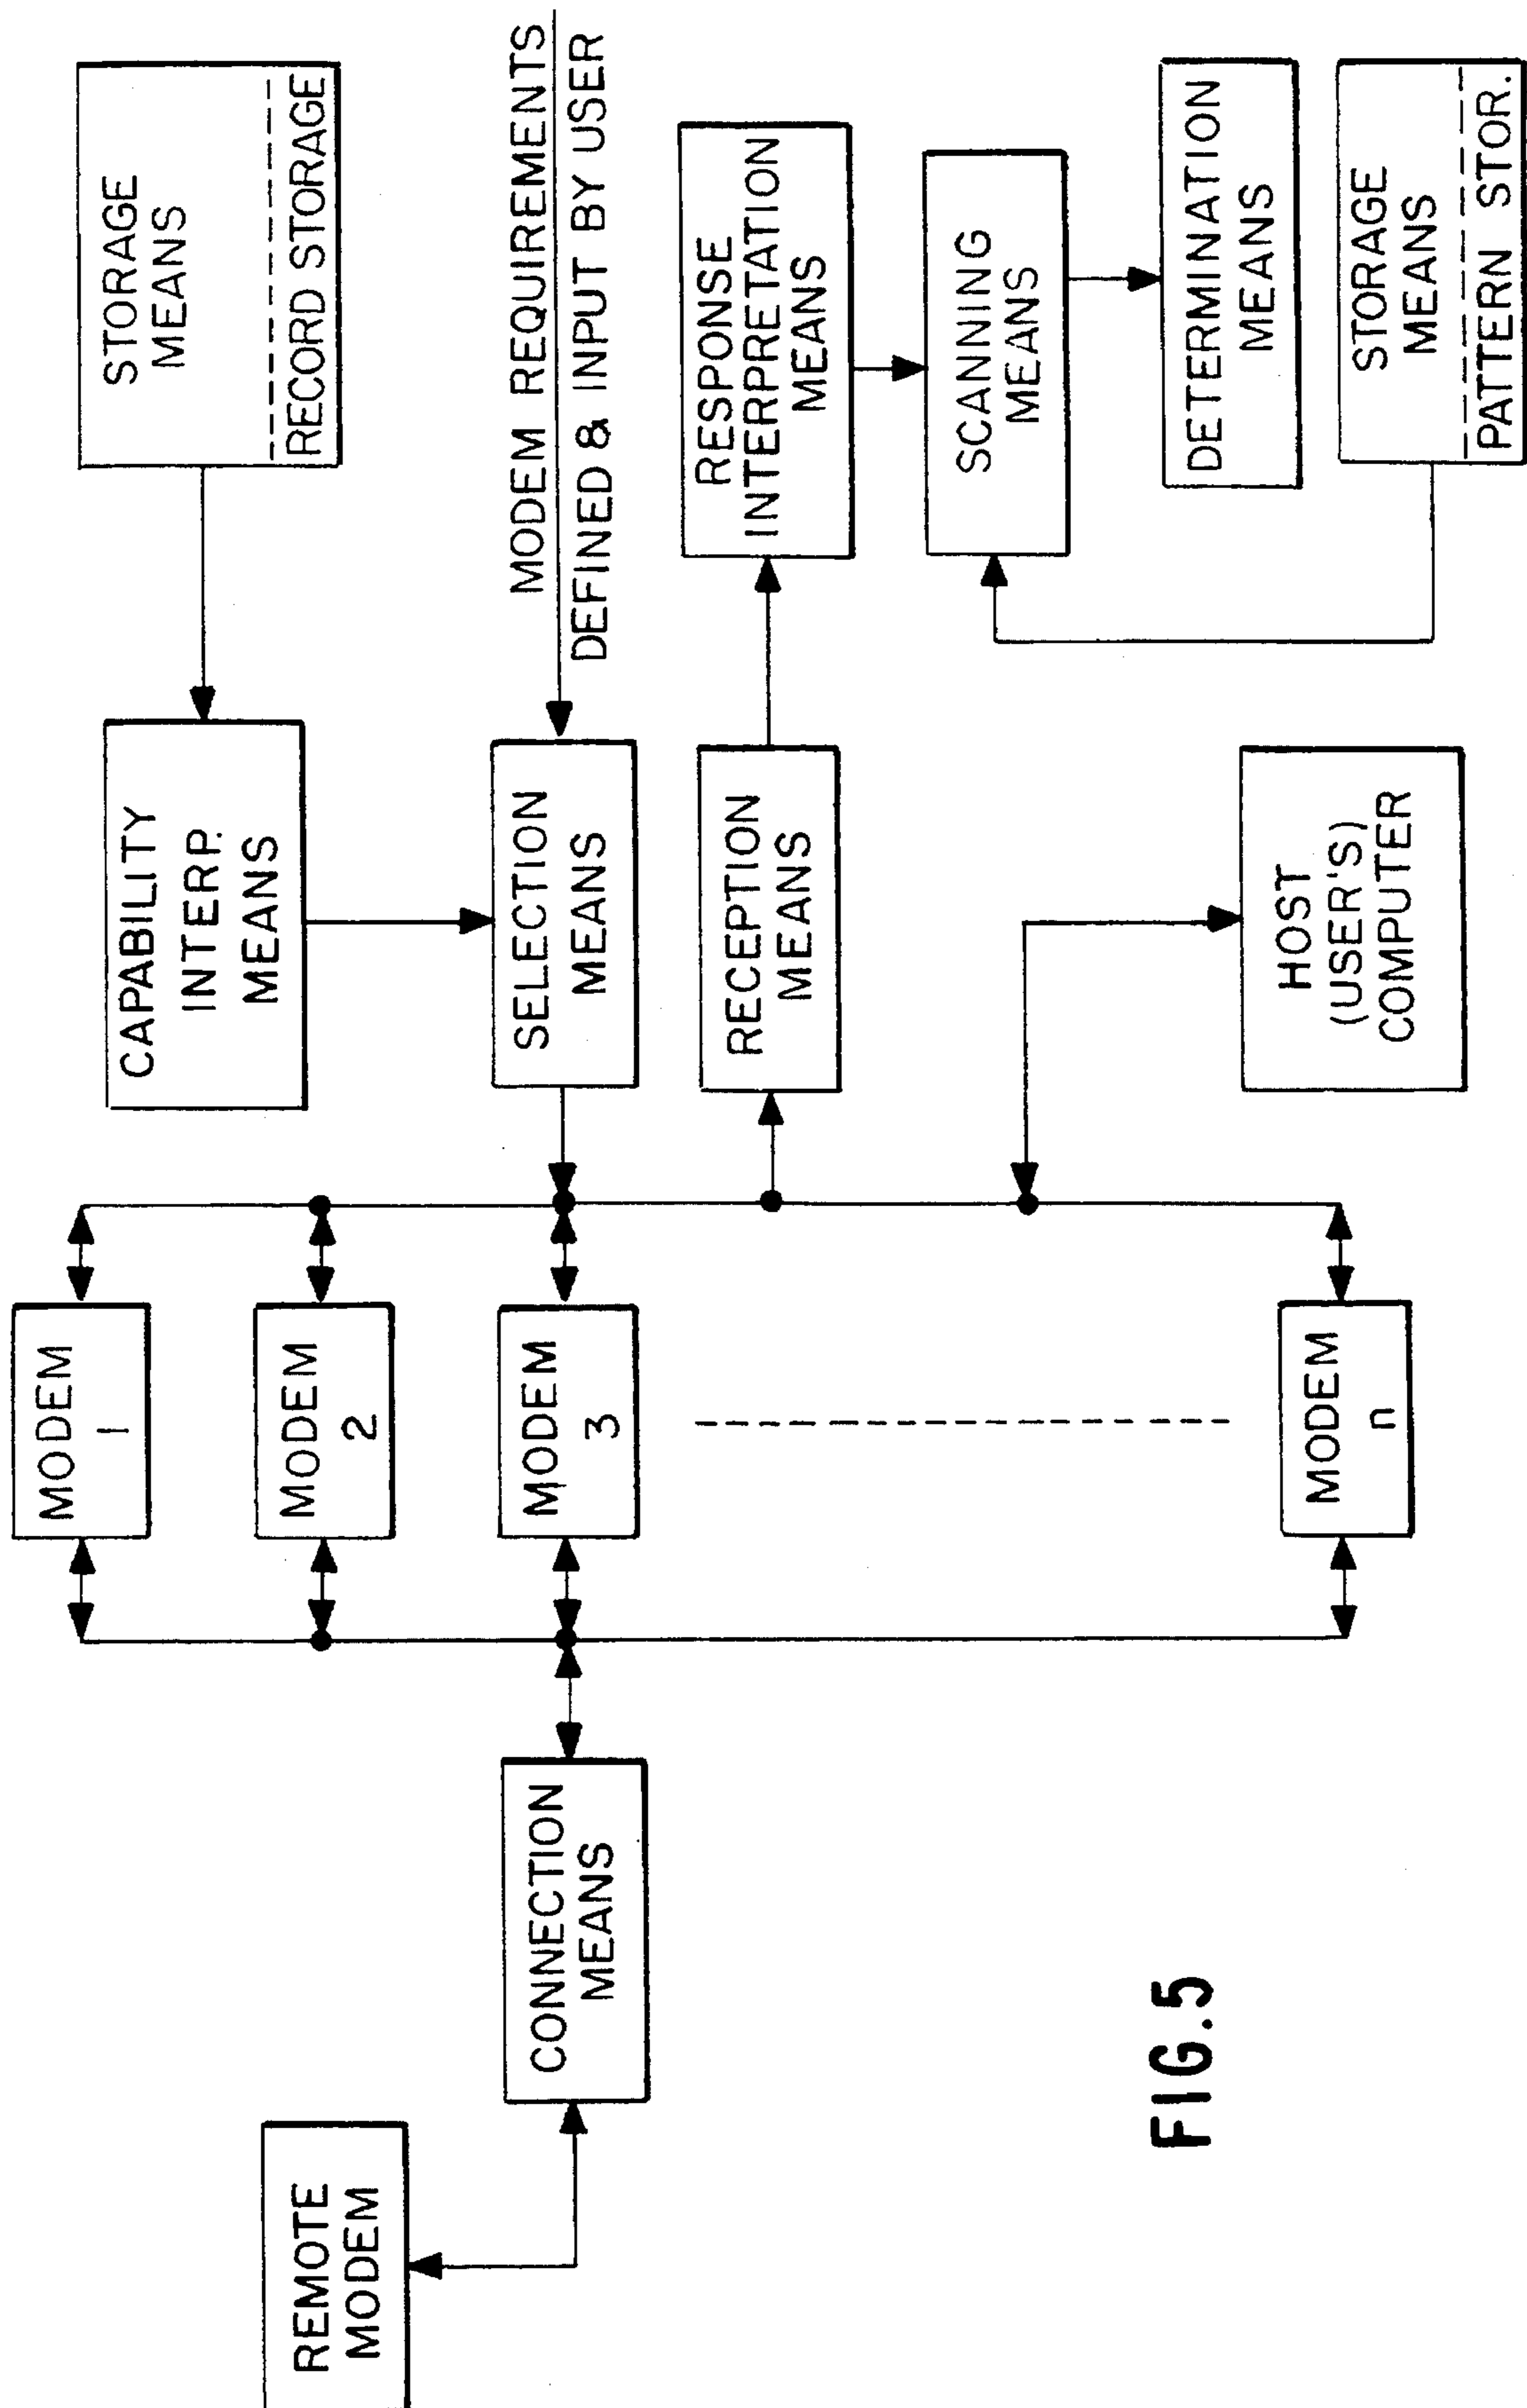 REMOTE
MODEM
CONNECTION
MEANS
MODEM
1
MODEM
2
MODEM
3
MODEM
n
CAPABILITY
INTERP.
MEANS
STORAGE
MEANS
RECORD STORAGE
SELECTION
MEANS
MODEM REQUIREMENTS
DEFINED & INPUT BY USER
RECEPTION
MEANS
RESPONSE
INTERPRETATION
MEANS
SCANNING
MEANS
DETERMINATION
MEANS
STORAGE
MEANS
PATTERN STOR.
HOST
(USER'S)
COMPUTER
FIG.5